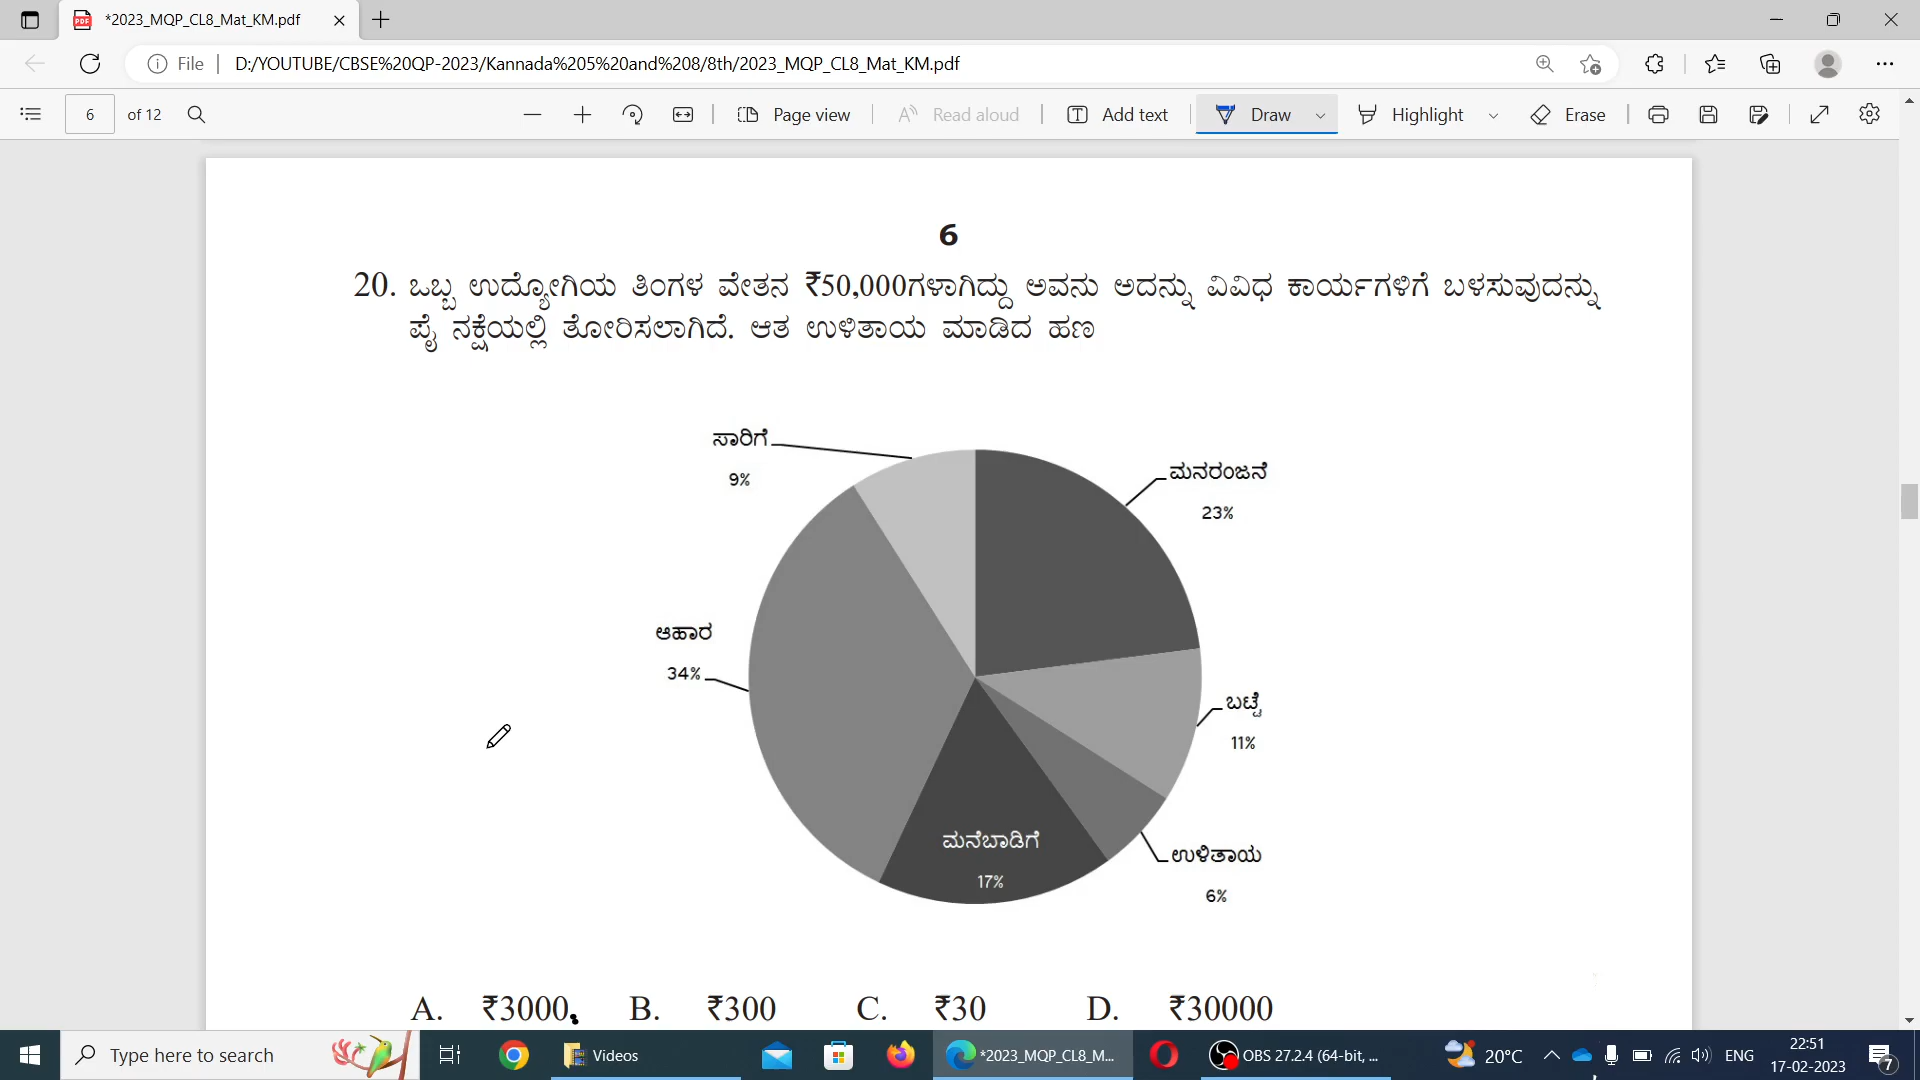 *2023_MQP_CL8_Mat_KM.pdf
File
D:/YOUTUBE/CBSE%20QP-2023/Kannada%205%20and%208/8th/2023_MQP_CL8_Mat_KM.pdf
6 of 12
Page view
Read aloud
Add text
Draw
Highlight
Erase
6
20. ಒಬ್ಬ ಉದ್ಯೋಗಿಯ ತಿಂಗಳ ವೇತನ ₹50,000ಗಳಾಗಿದ್ದು ಅವನು ಅದನ್ನು ವಿವಿಧ ಕಾರ್ಯಗಳಿಗೆ ಬಳಸುವುದನ್ನು
ಪೈ ನಕ್ಷೆಯಲ್ಲಿ ತೋರಿಸಲಾಗಿದೆ. ಆತ ಉಳಿತಾಯ ಮಾಡಿದ ಹಣ
ಸಾರಿಗೆ
9%
ಮನರಂಜನೆ
23%
ಆಹಾರ
34%
ಬಟ್ಟೆ
11%
ಮನೆಬಾಡಿಗೆ
17%
ಉಳಿತಾಯ
6%
A. ₹3000. B. ₹300 C. ₹30 D. ₹30000
Type here to search
Videos
*2023_MQP_CL8_M...
OBS 27.2.4 (64-bit, ...
20°C
ENG
22:51
17-02-2023
7